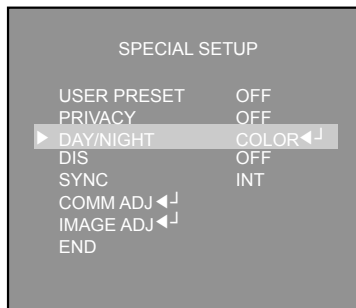 SPECIAL SETUP
USER PRESET OFF
PRIVACY OFF
DAY/NIGHT COLOR
DIS OFF
SYNC INT
COMM ADJ
IMAGE ADJ
END